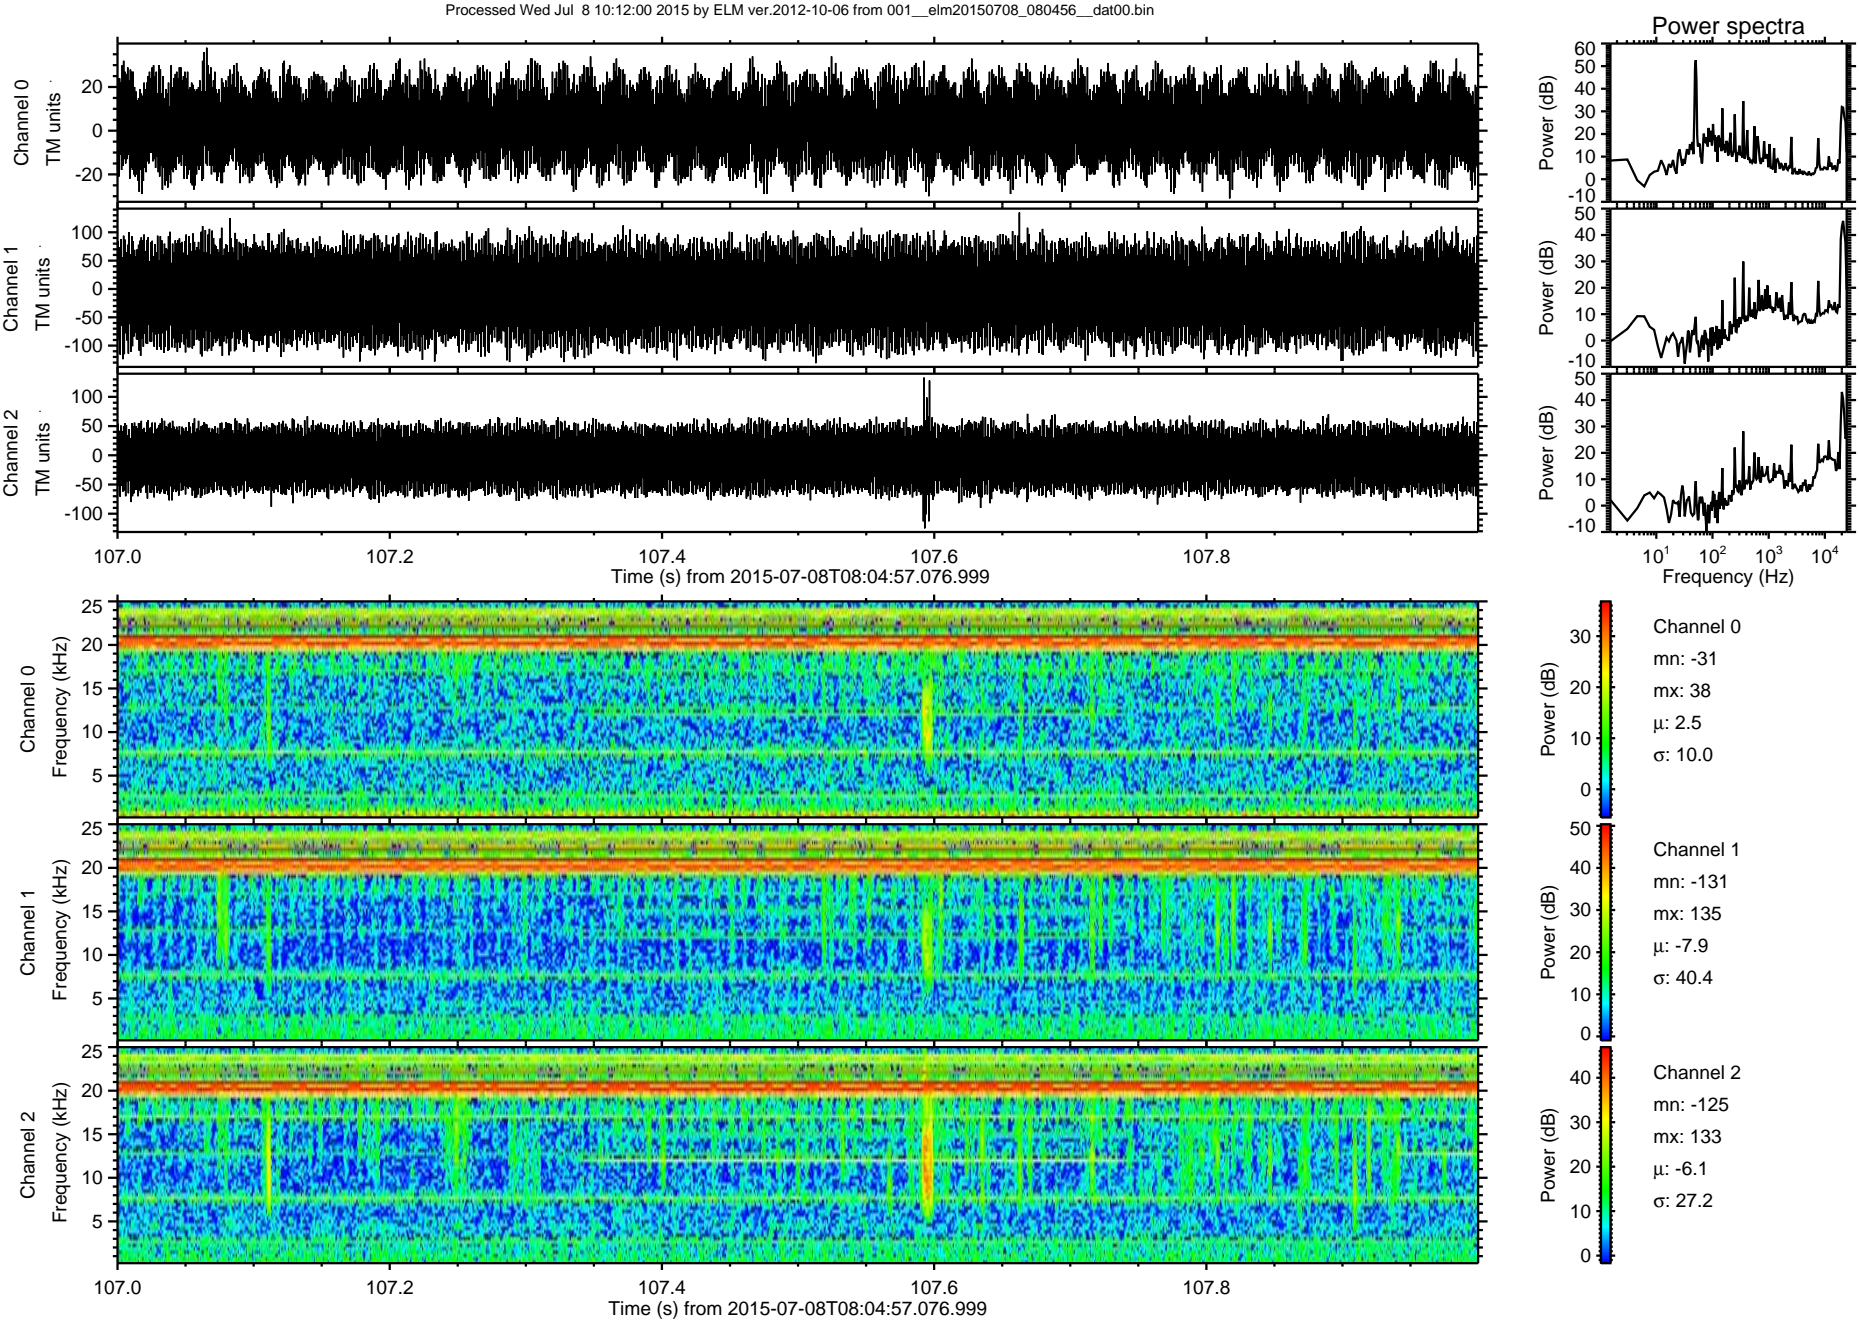 Processed Wed Jul  8 10:12:00 2015 by ELM ver.2012-10-06 from 001__elm20150708_080456__dat00.bin
Power spectra
Channel 0
TM units
20
0
-20
Power (dB)
60
50
40
30
20
10
0
-10
Channel 1
TM units
100
50
0
-50
-100
Power (dB)
50
40
30
20
10
0
-10
Channel 2
TM units
100
50
0
-50
-100
Power (dB)
50
40
30
20
10
0
-10
107.0 107.2 107.4 107.6 107.8
Time (s) from 2015-07-08T08:04:57.076.999
10¹ 10² 10³ 10⁴
Frequency (Hz)
Channel 0
Frequency (kHz)
25
20
15
10
5
Power (dB)
30
20
10
0
Channel 0
mn: -31
mx: 38
μ: 2.5
σ: 10.0
Channel 1
Frequency (kHz)
25
20
15
10
5
Power (dB)
50
40
30
20
10
0
Channel 1
mn: -131
mx: 135
μ: -7.9
σ: 40.4
Channel 2
Frequency (kHz)
25
20
15
10
5
Power (dB)
40
30
20
10
0
Channel 2
mn: -125
mx: 133
μ: -6.1
σ: 27.2
107.0 107.2 107.4 107.6 107.8
Time (s) from 2015-07-08T08:04:57.076.999